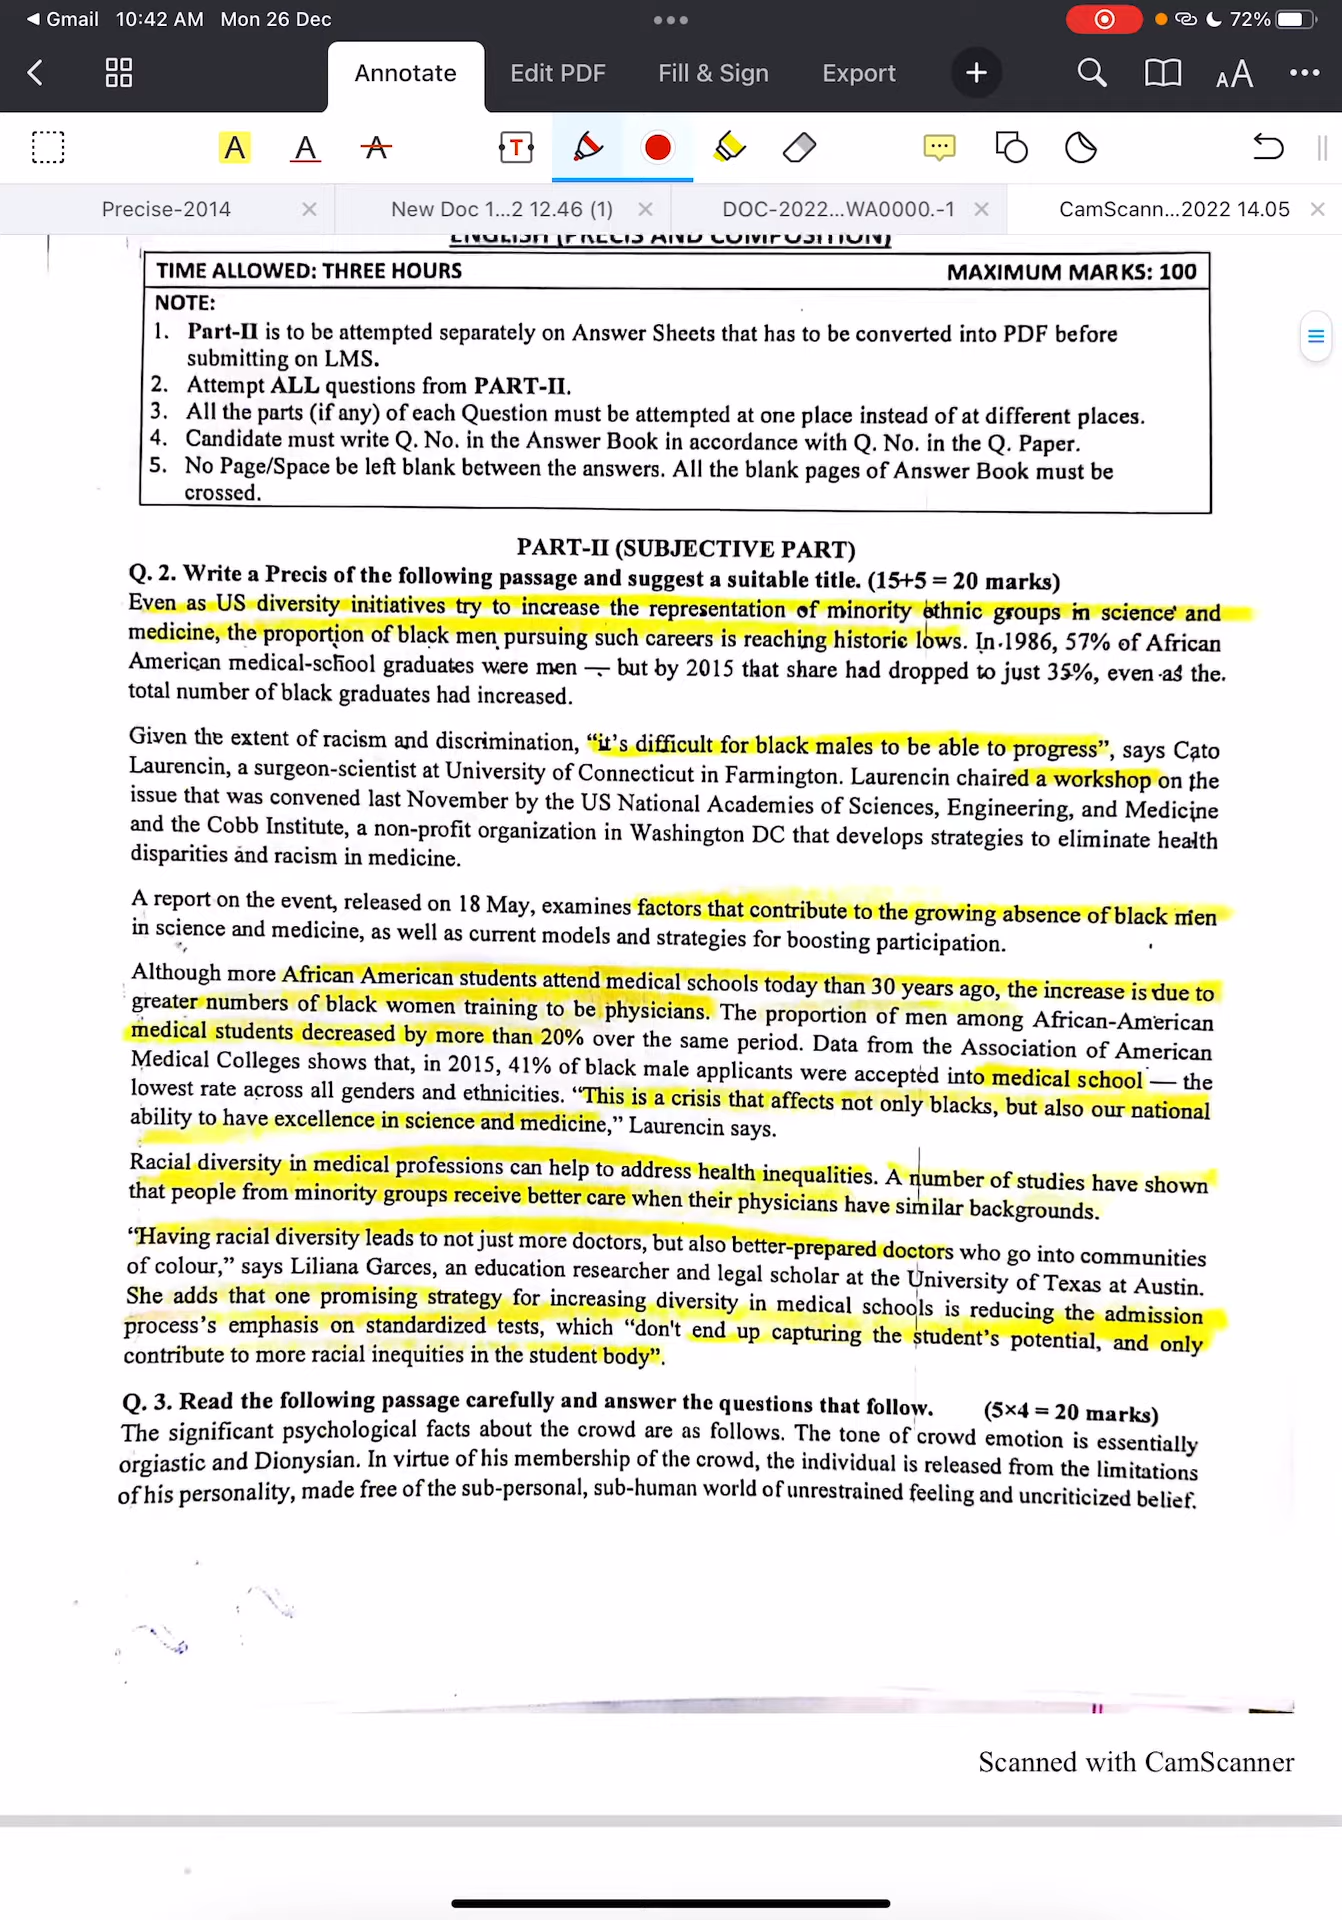 ◀ Gmail 10:42 AM Mon 26 Dec 72%
Annotate Edit PDF Fill & Sign Export
A A A T AA
Precise-2014 New Doc 1...2 12.46 (1) DOC-2022...WA0000.-1 CamScann...2022 14.05
ENGLISH (PRECIS AND COMPOSITION)
TIME ALLOWED: THREE HOURS MAXIMUM MARKS: 100
NOTE:
1. Part-II is to be attempted separately on Answer Sheets that has to be converted into PDF before
submitting on LMS.
2. Attempt ALL questions from PART-II.
3. All the parts (if any) of each Question must be attempted at one place instead of at different places.
4. Candidate must write Q. No. in the Answer Book in accordance with Q. No. in the Q. Paper.
5. No Page/Space be left blank between the answers. All the blank pages of Answer Book must be
crossed.
PART-II (SUBJECTIVE PART)
Q. 2. Write a Precis of the following passage and suggest a suitable title. (15+5 = 20 marks)
Even as US diversity initiatives try to increase the representation of minority ethnic groups in science and
medicine, the proportion of black men pursuing such careers is reaching historic lows. In 1986, 57% of African
American medical-school graduates were men — but by 2015 that share had dropped to just 35%, even as the
total number of black graduates had increased.
Given the extent of racism and discrimination, “it’s difficult for black males to be able to progress”, says Cato
Laurencin, a surgeon-scientist at University of Connecticut in Farmington. Laurencin chaired a workshop on the
issue that was convened last November by the US National Academies of Sciences, Engineering, and Medicine
and the Cobb Institute, a non-profit organization in Washington DC that develops strategies to eliminate health
disparities and racism in medicine.
A report on the event, released on 18 May, examines factors that contribute to the growing absence of black men
in science and medicine, as well as current models and strategies for boosting participation.
Although more African American students attend medical schools today than 30 years ago, the increase is due to
greater numbers of black women training to be physicians. The proportion of men among African-American
medical students decreased by more than 20% over the same period. Data from the Association of American
Medical Colleges shows that, in 2015, 41% of black male applicants were accepted into medical school — the
lowest rate across all genders and ethnicities. “This is a crisis that affects not only blacks, but also our national
ability to have excellence in science and medicine,” Laurencin says.
Racial diversity in medical professions can help to address health inequalities. A number of studies have shown
that people from minority groups receive better care when their physicians have similar backgrounds.
“Having racial diversity leads to not just more doctors, but also better-prepared doctors who go into communities
of colour,” says Liliana Garces, an education researcher and legal scholar at the University of Texas at Austin.
She adds that one promising strategy for increasing diversity in medical schools is reducing the admission
process’s emphasis on standardized tests, which “don't end up capturing the student’s potential, and only
contribute to more racial inequities in the student body”.
Q. 3. Read the following passage carefully and answer the questions that follow. (5×4 = 20 marks)
The significant psychological facts about the crowd are as follows. The tone of crowd emotion is essentially
orgiastic and Dionysian. In virtue of his membership of the crowd, the individual is released from the limitations
of his personality, made free of the sub-personal, sub-human world of unrestrained feeling and uncriticized belief.
Scanned with CamScanner